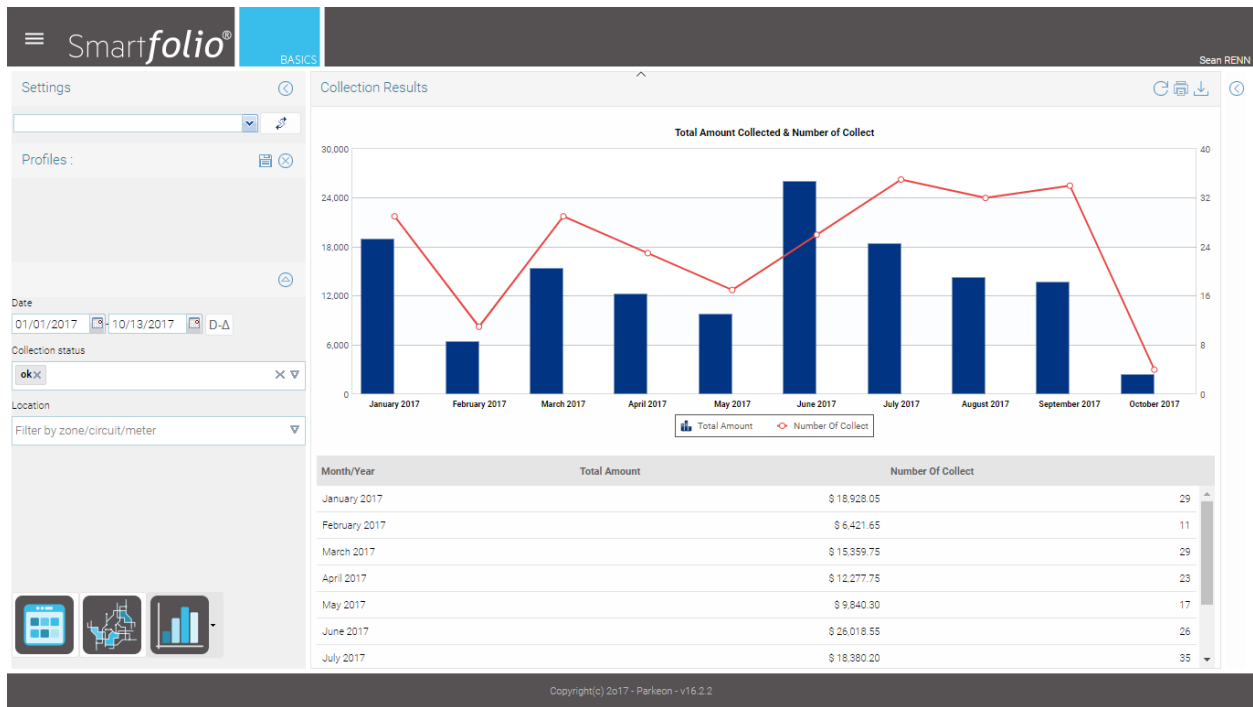 Smartfolio®
BASICS
Sean RENN
Settings
Collection Results
Profiles :
Date
01/01/2017 - 10/13/2017 D-Δ
Collection status
ok
Location
Filter by zone/circuit/meter
Total Amount Collected & Number of Collect
30,000 40
24,000 32
18,000 24
12,000 16
6,000 8
0 0
January 2017 February 2017 March 2017 April 2017 May 2017 June 2017 July 2017 August 2017 September 2017 October 2017
Total Amount Number Of Collect
Month/Year Total Amount Number Of Collect
January 2017 $ 18,928.05 29
February 2017 $ 6,421.65 11
March 2017 $ 15,359.75 29
April 2017 $ 12,277.75 23
May 2017 $ 9,840.30 17
June 2017 $ 26,018.55 26
July 2017 $ 18,380.20 35
Copyright(c) 2o17 - Parkeon - v16.2.2